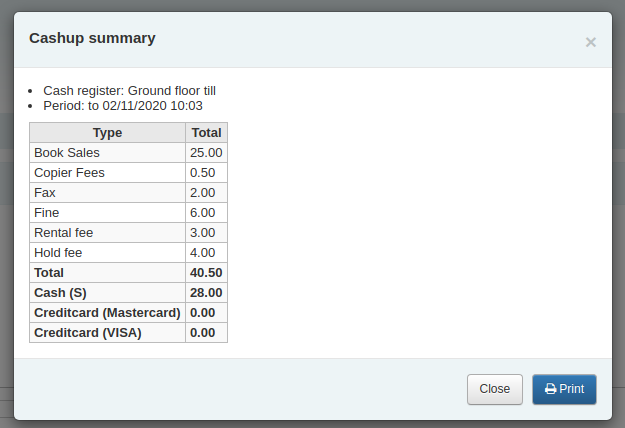 Cashup summary
×
Cash register: Ground floor till
Period: to 02/11/2020 10:03
Type Total
Book Sales 25.00
Copier Fees 0.50
Fax 2.00
Fine 6.00
Rental fee 3.00
Hold fee 4.00
Total 40.50
Cash (S) 28.00
Creditcard (Mastercard) 0.00
Creditcard (VISA) 0.00
Close Print